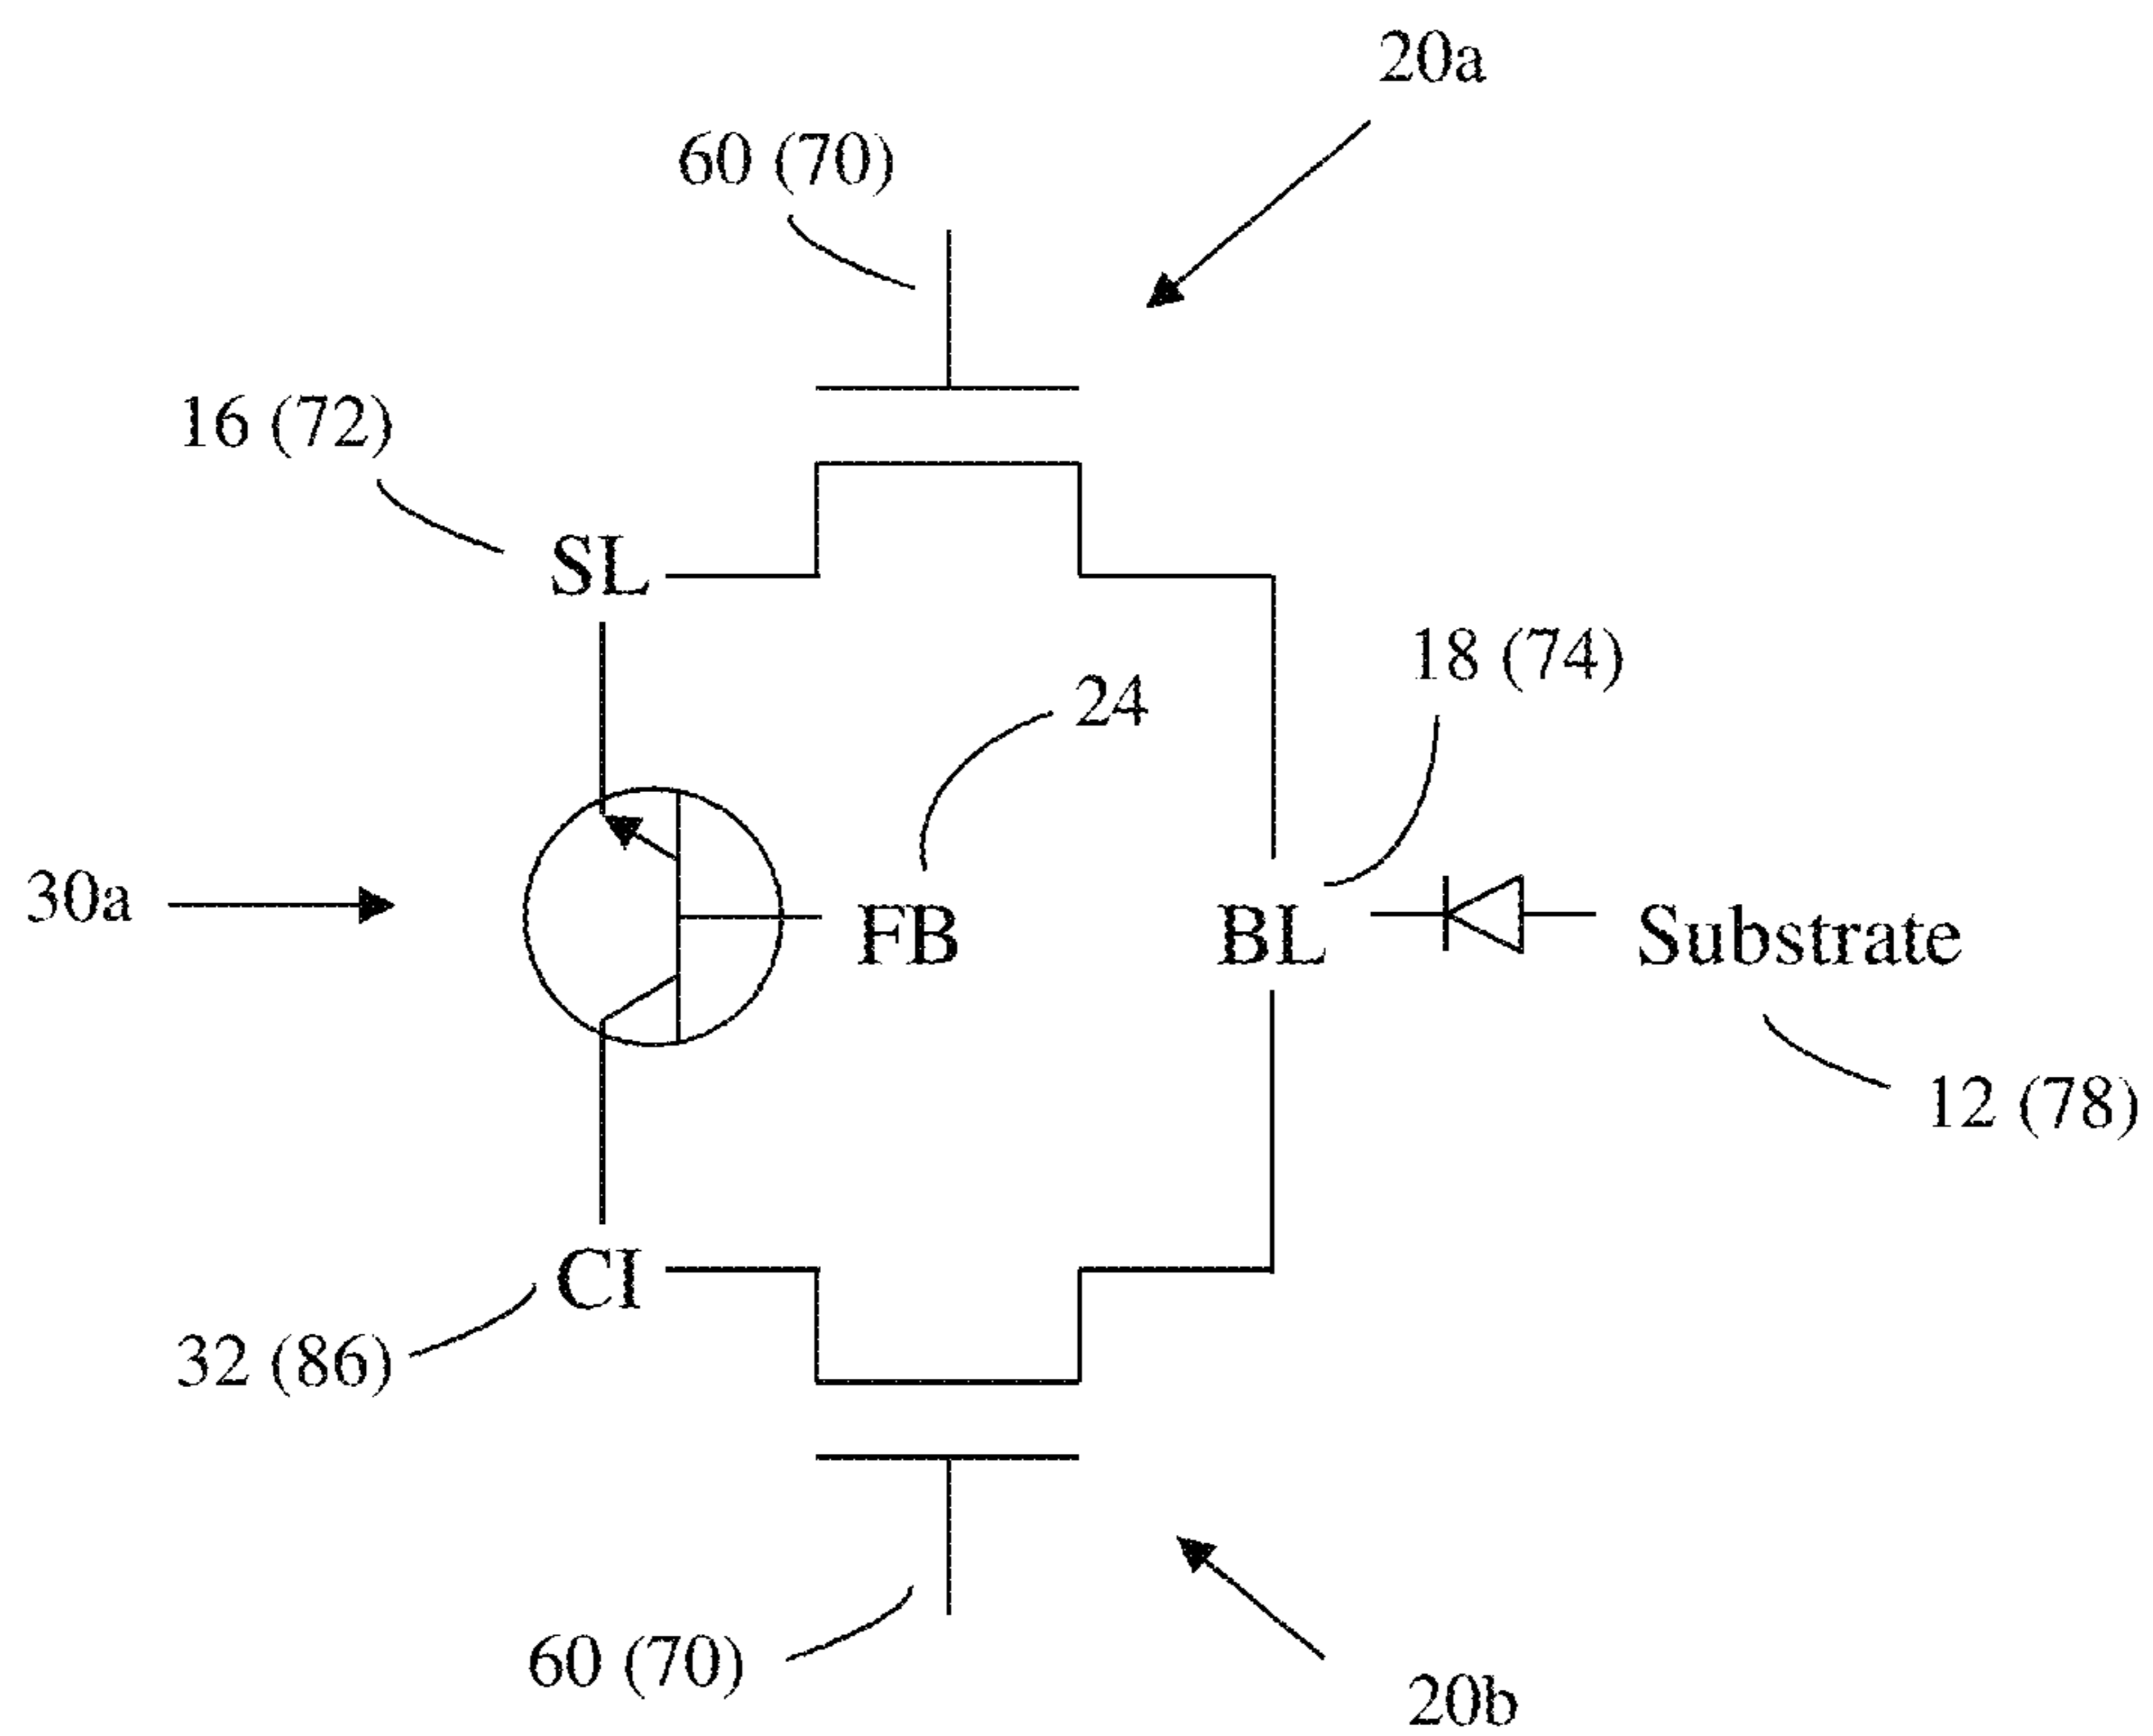 20a
60 (70)
16 (72)
SL
18 (74)
24
30a
FB
BL
Substrate
12 (78)
CI
32 (86)
60 (70)
20b